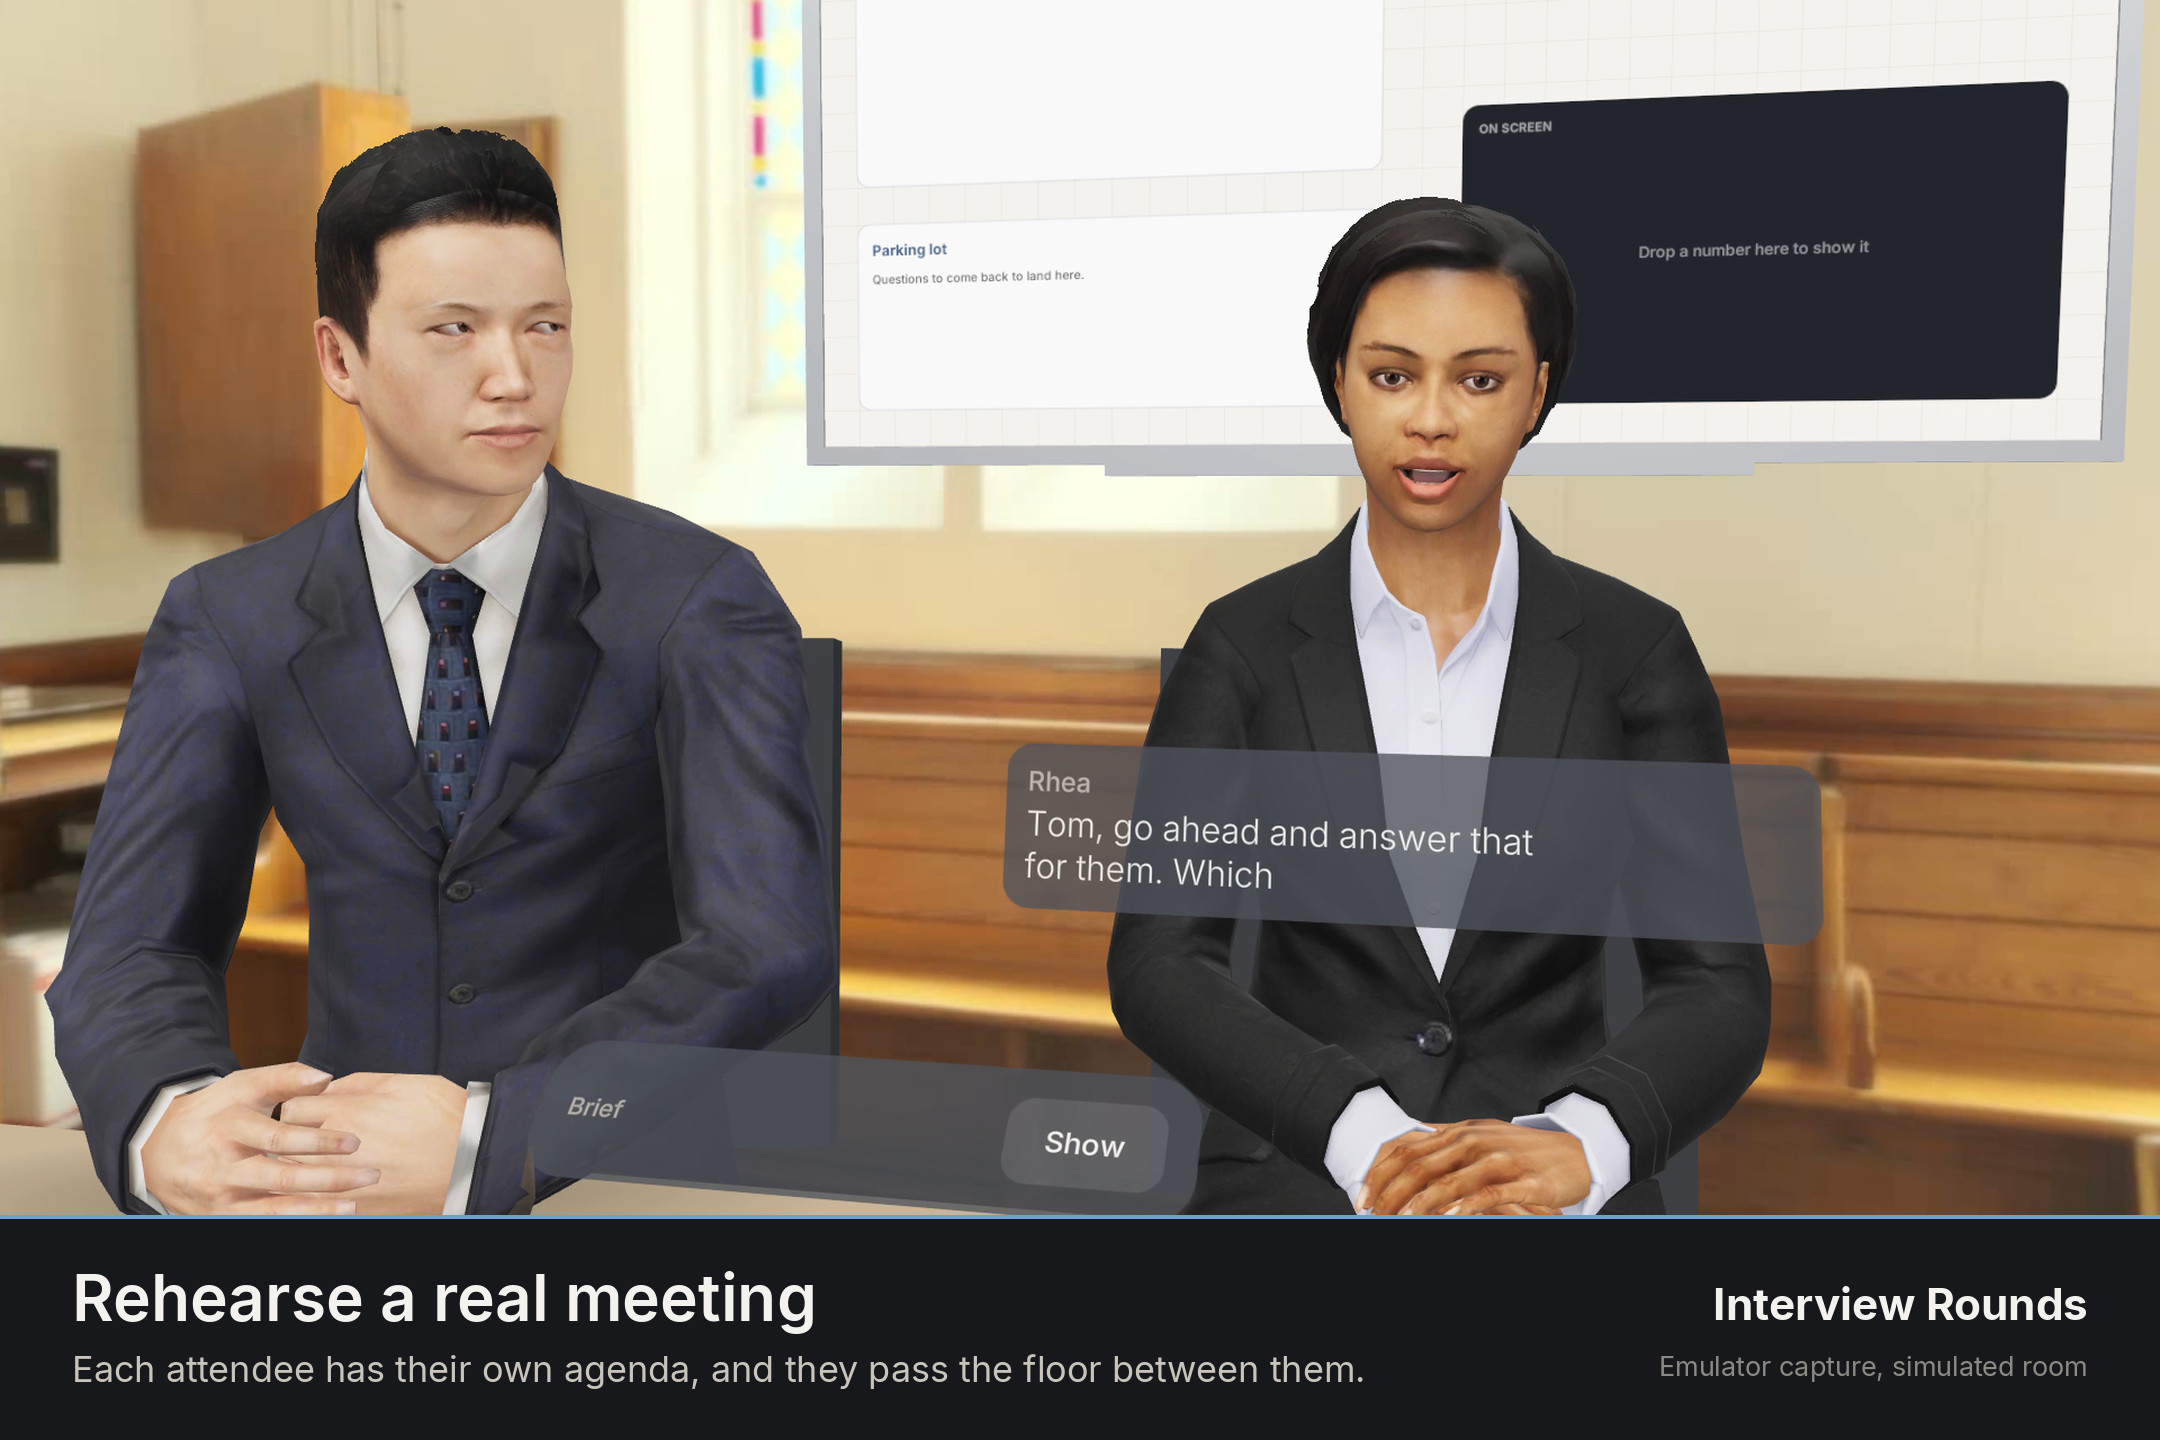 ON SCREEN
Drop a number here to show it
Parking lot
Questions to come back to land here.
Rhea
Tom, go ahead and answer that
for them. Which
Brief
Show
Rehearse a real meeting
Each attendee has their own agenda, and they pass the floor between them.
Interview Rounds
Emulator capture, simulated room